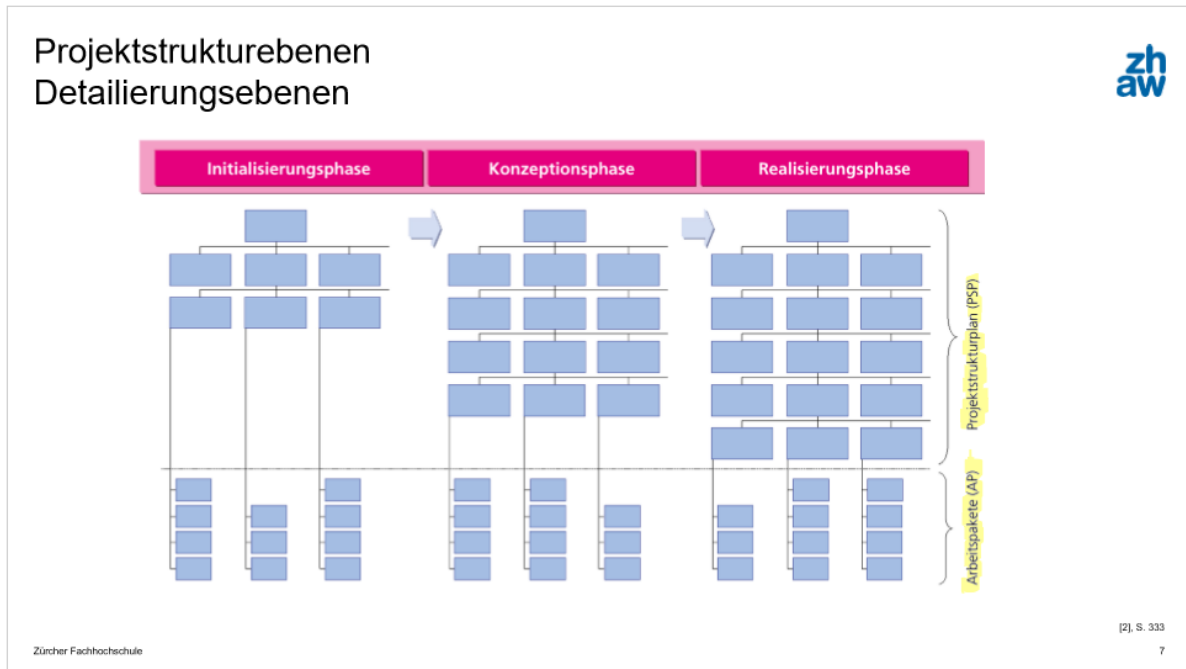 Projektstrukturebenen
Detailierungsebenen
zh
aw
Initialisierungsphase
Konzeptionsphase
Realisierungsphase
Projektstrukturplan (PSP)
Arbeitspakete (AP)
[2], S. 333
Zürcher Fachhochschule
7